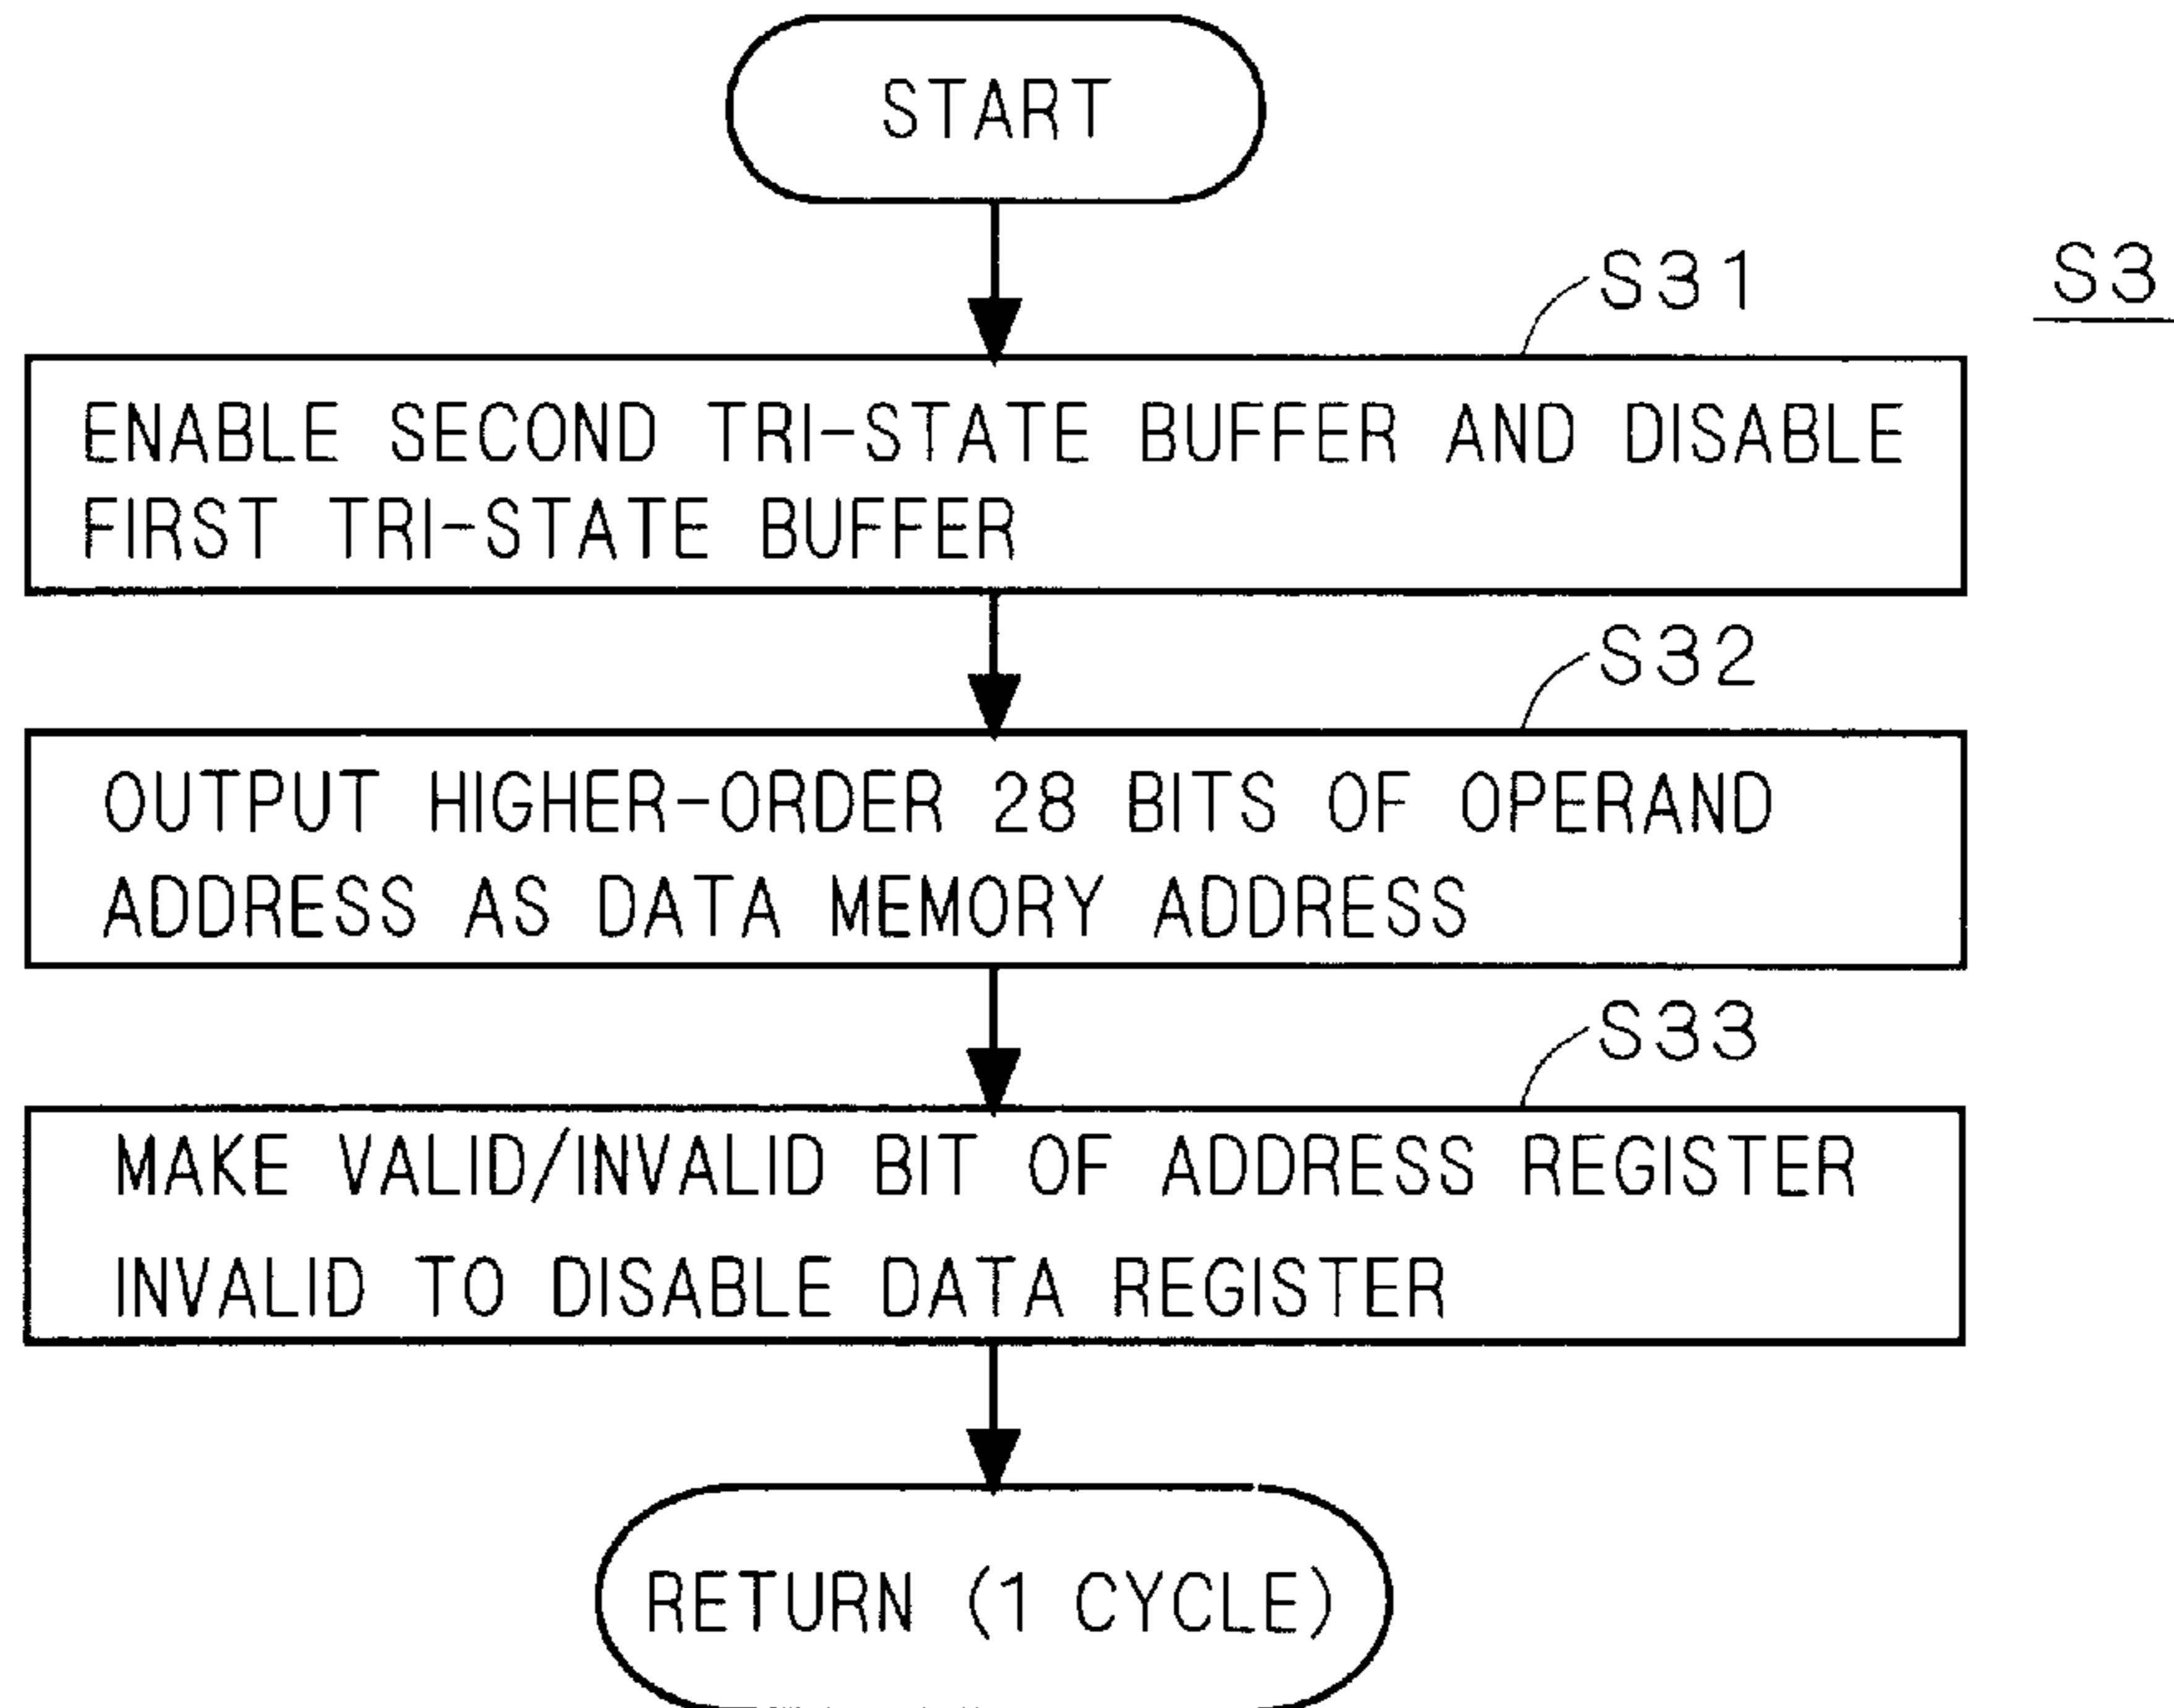 START
S31
S3
ENABLE SECOND TRI-STATE BUFFER AND DISABLE
FIRST TRI-STATE BUFFER
S32
OUTPUT HIGHER-ORDER 28 BITS OF OPERAND
ADDRESS AS DATA MEMORY ADDRESS
S33
MAKE VALID/INVALID BIT OF ADDRESS REGISTER
INVALID TO DISABLE DATA REGISTER
RETURN (1 CYCLE)